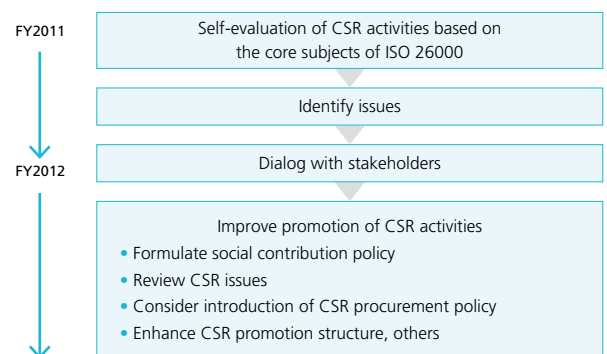 FY2011
Self-evaluation of CSR activities based on
the core subjects of ISO 26000
Identify issues
FY2012
Dialog with stakeholders
Improve promotion of CSR activities
• Formulate social contribution policy
• Review CSR issues
• Consider introduction of CSR procurement policy
• Enhance CSR promotion structure, others